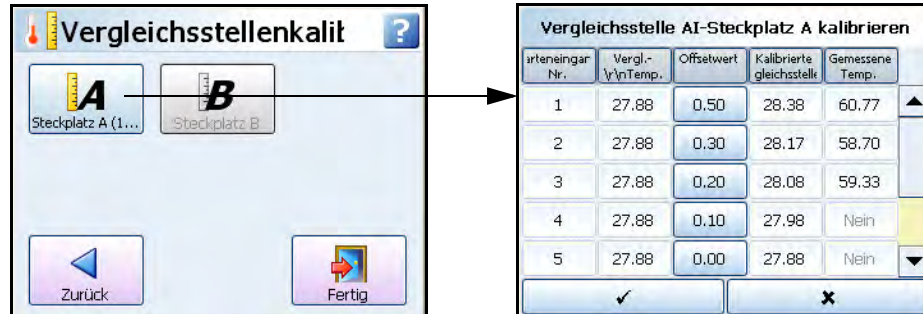 Vergleichsstellenkalit
?
A
Steckplatz A (1...
B
Steckplatz B
Zurück
Fertig
Vergleichsstelle AI-Steckplatz A kalibrieren
arteneingar Nr.
Vergl.- \r\nTemp.
Offsetwert
Kalibrierte gleichsstelle
Gemessene Temp.
1 27.88 0.50 28.38 60.77
2 27.88 0.30 28.17 58.70
3 27.88 0.20 28.08 59.33
4 27.88 0.10 27.98 Nein
5 27.88 0.00 27.88 Nein